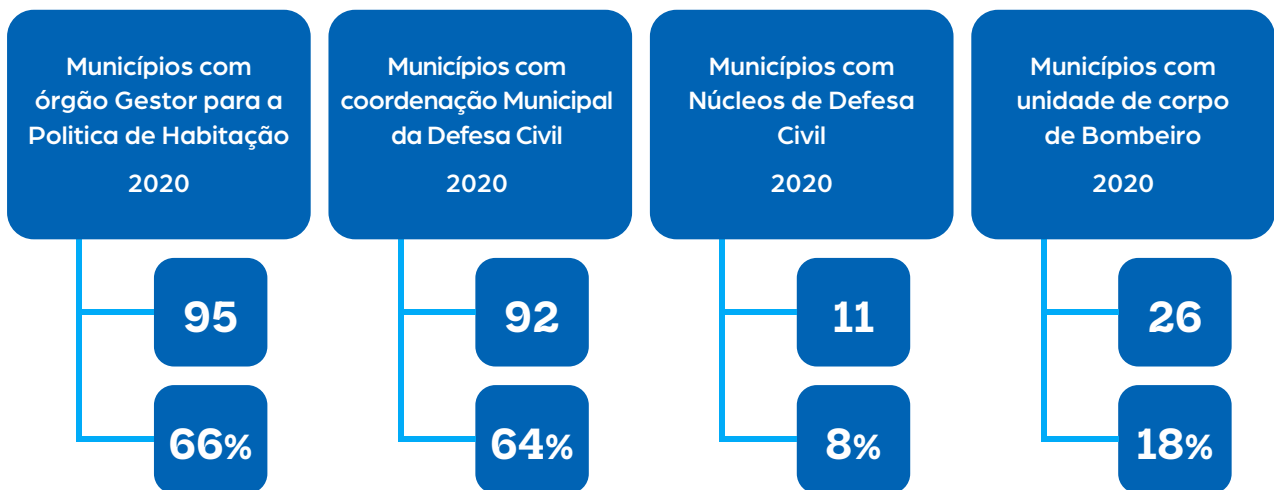 Municípios com
órgão Gestor para a
Politica de Habitação
2020
95
66%
Municípios com
coordenação Municipal
da Defesa Civil
2020
92
64%
Municípios com
Núcleos de Defesa
Civil
2020
11
8%
Municípios com
unidade de corpo
de Bombeiro
2020
26
18%